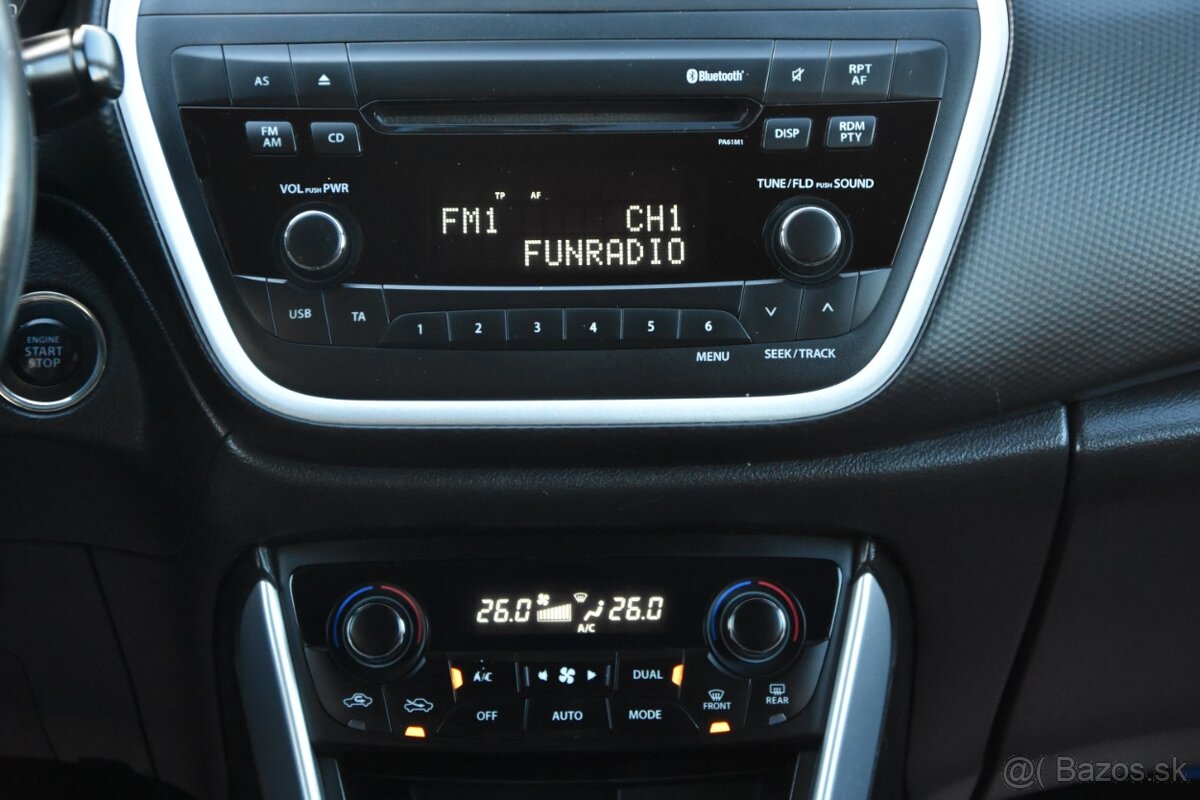 AS
Bluetooth
RPT AF
FM AM
CD
PA61M1
DISP
RDM PTY
VOL PUSH PWR
TUNE/FLD PUSH SOUND
TP AF
FM1 CH1
FUNRADIO
USB TA 1 2 3 4 5 6
MENU
SEEK/TRACK
ENGINE
START
STOP
26.0 26.0
A/C
A/C
DUAL
OFF AUTO MODE
FRONT
REAR
@( Bazos.sk